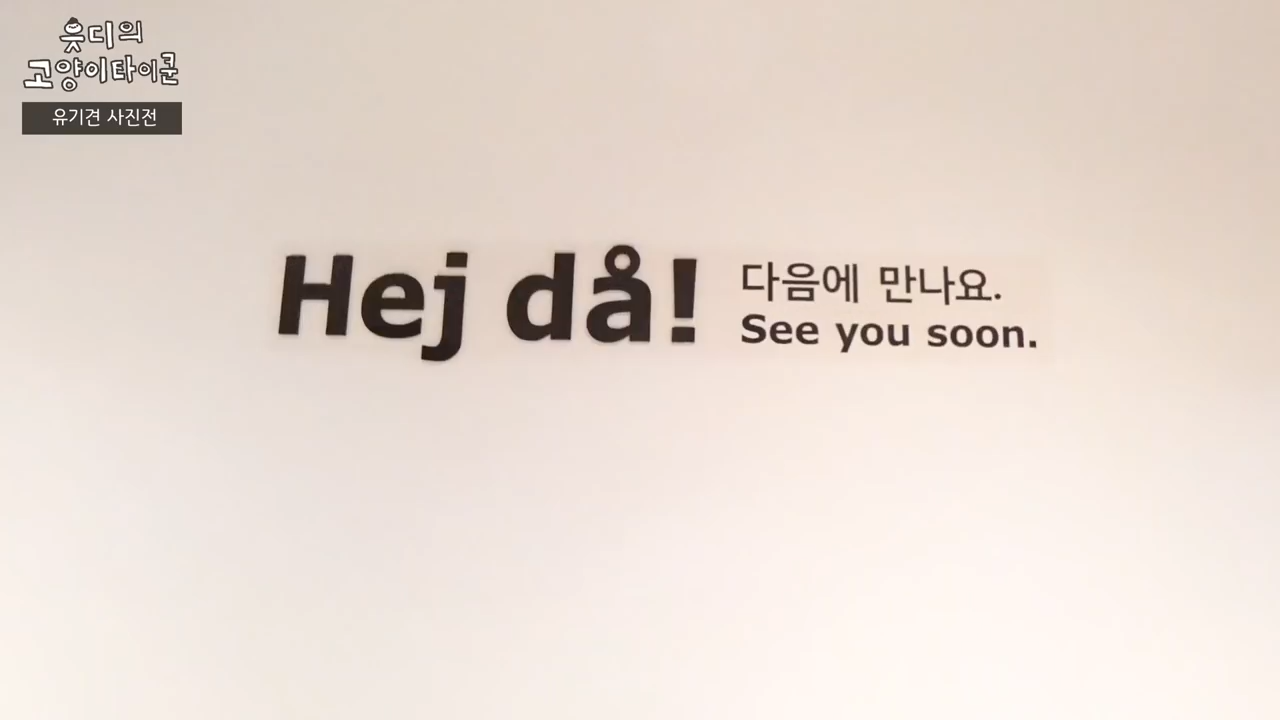 읏디의
고양이타이쿤
유기견 사진전
Hej då!
다음에 만나요.
See you soon.